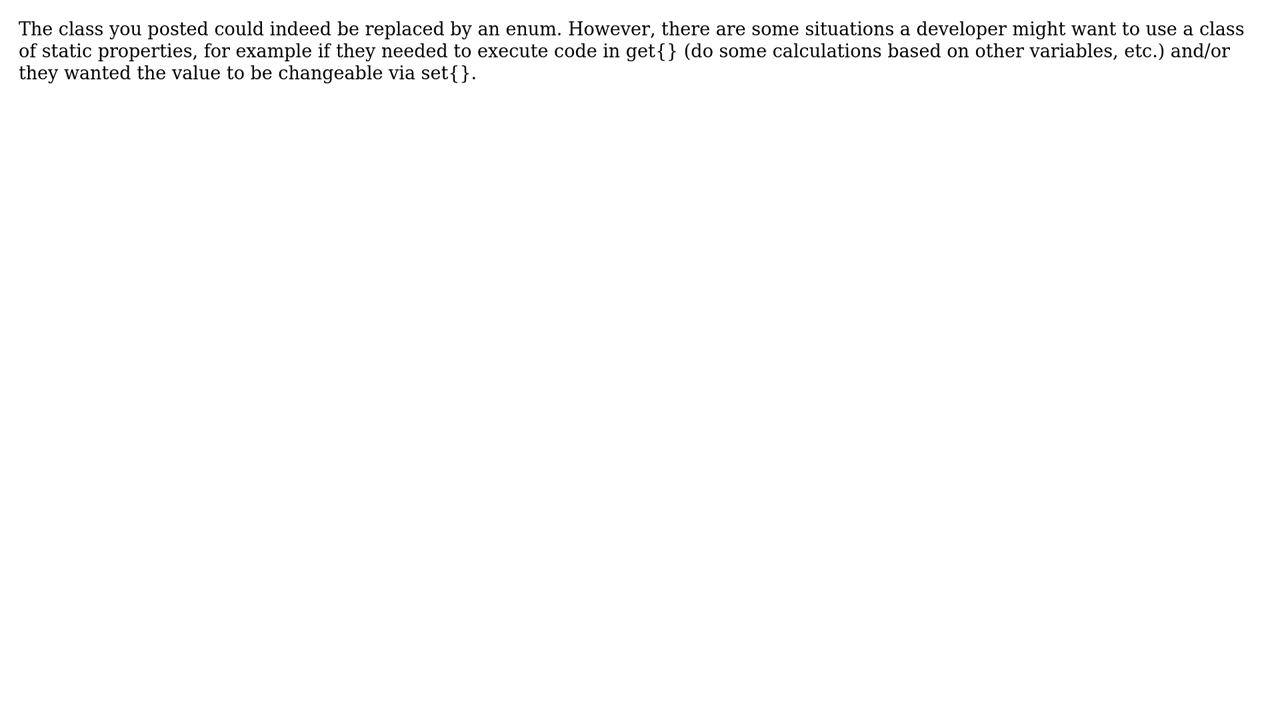 The class you posted could indeed be replaced by an enum. However, there are some situations a developer might want to use a class
of static properties, for example if they needed to execute code in get{} (do some calculations based on other variables, etc.) and/or
they wanted the value to be changeable via set{}.